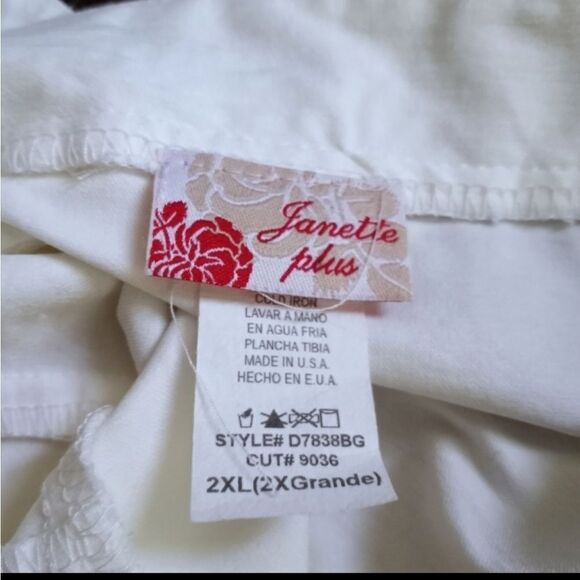 Janette
plus
COLD IRON
LAVAR A MANO
EN AGUA FRIA
PLANCHA TIBIA
MADE IN U.S.A.
HECHO EN E.U.A.
STYLE# D7838BG
CUT# 9036
2XL(2XGrande)